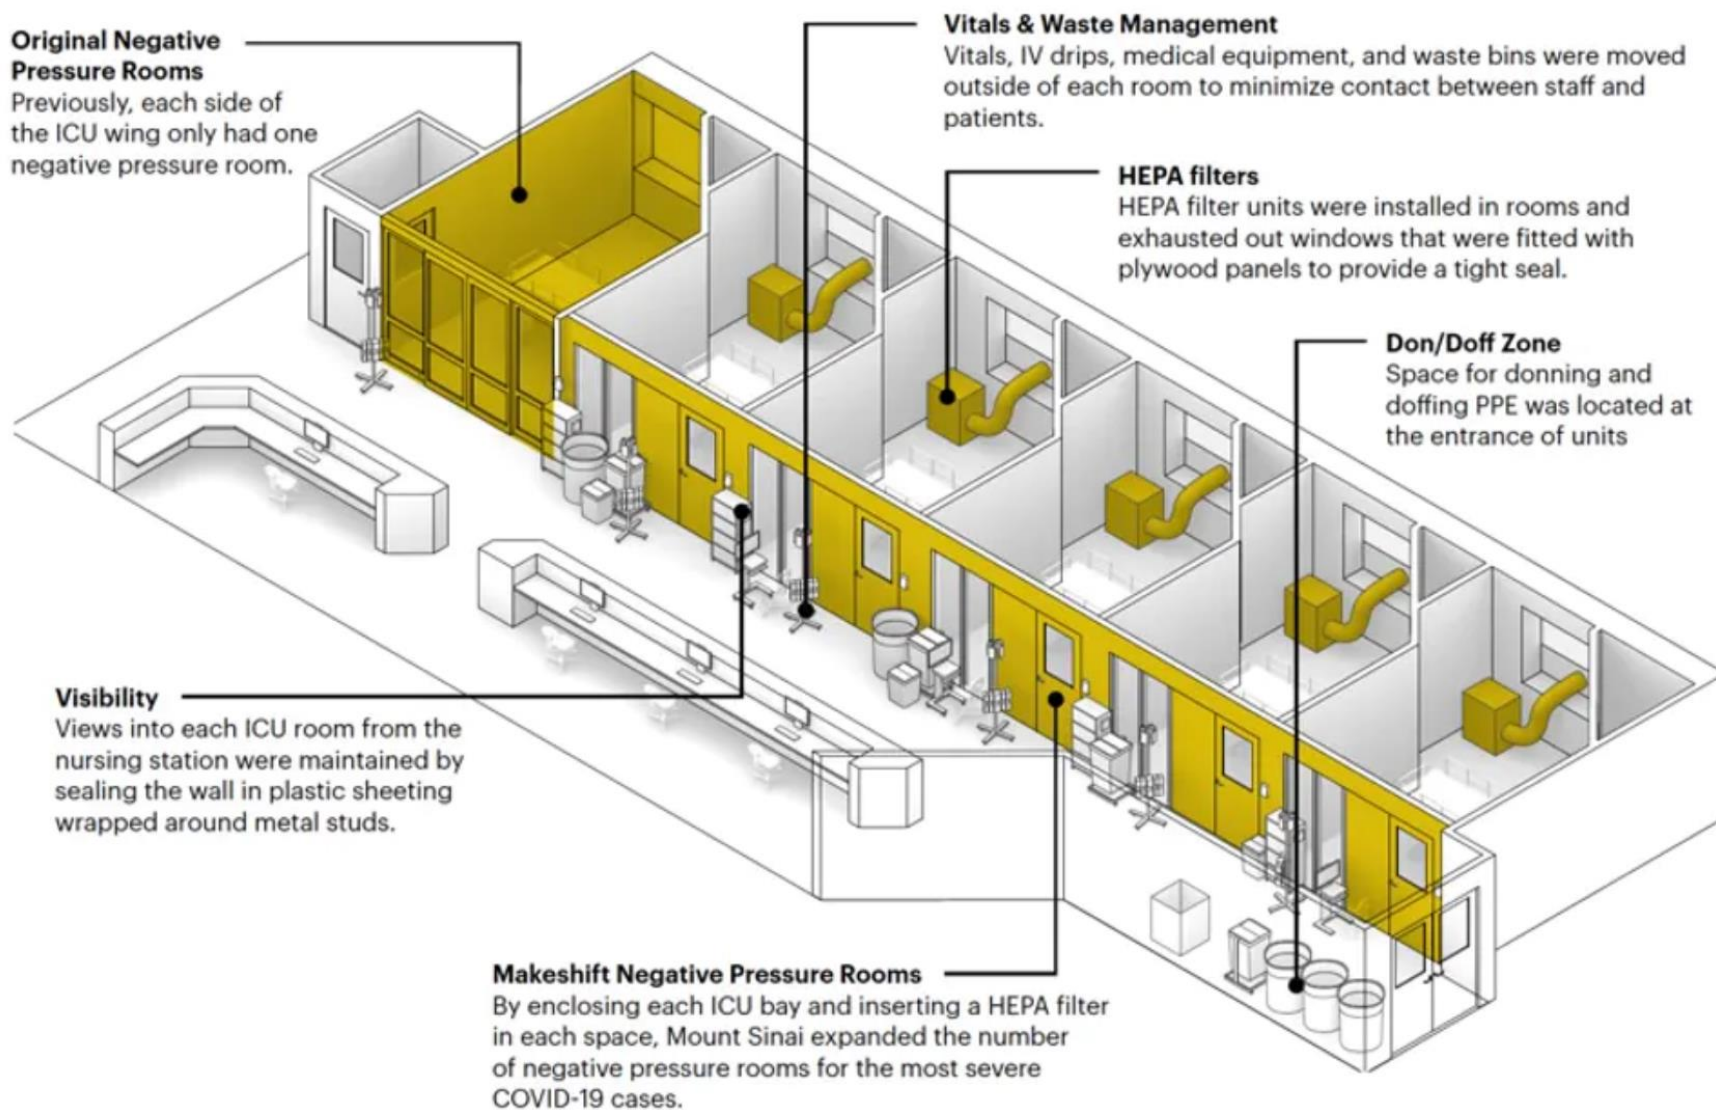 Original Negative
Pressure Rooms
Previously, each side of
the ICU wing only had one
negative pressure room.
Vitals & Waste Management
Vitals, IV drips, medical equipment, and waste bins were moved
outside of each room to minimize contact between staff and
patients.
HEPA filters
HEPA filter units were installed in rooms and
exhausted out windows that were fitted with
plywood panels to provide a tight seal.
Don/Doff Zone
Space for donning and
doffing PPE was located at
the entrance of units
Visibility
Views into each ICU room from the
nursing station were maintained by
sealing the wall in plastic sheeting
wrapped around metal studs.
Makeshift Negative Pressure Rooms
By enclosing each ICU bay and inserting a HEPA filter
in each space, Mount Sinai expanded the number
of negative pressure rooms for the most severe
COVID-19 cases.